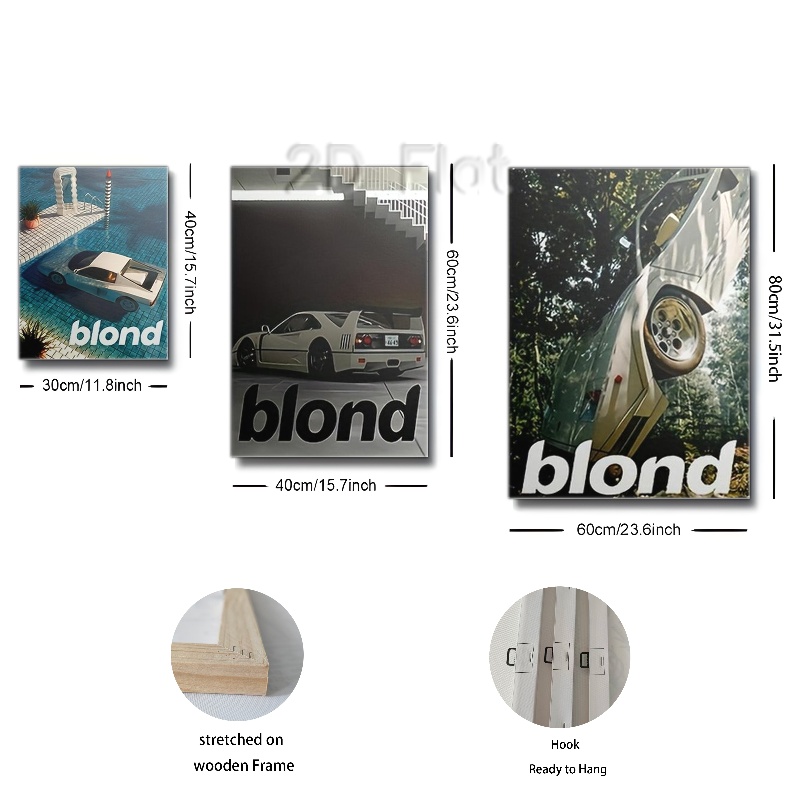 2D Flat
blond
40cm/15.7inch
30cm/11.8inch
blond
60cm/23.6inch
40cm/15.7inch
blond
80cm/31.5inch
60cm/23.6inch
stretched on
wooden Frame
Hook
Ready to Hang